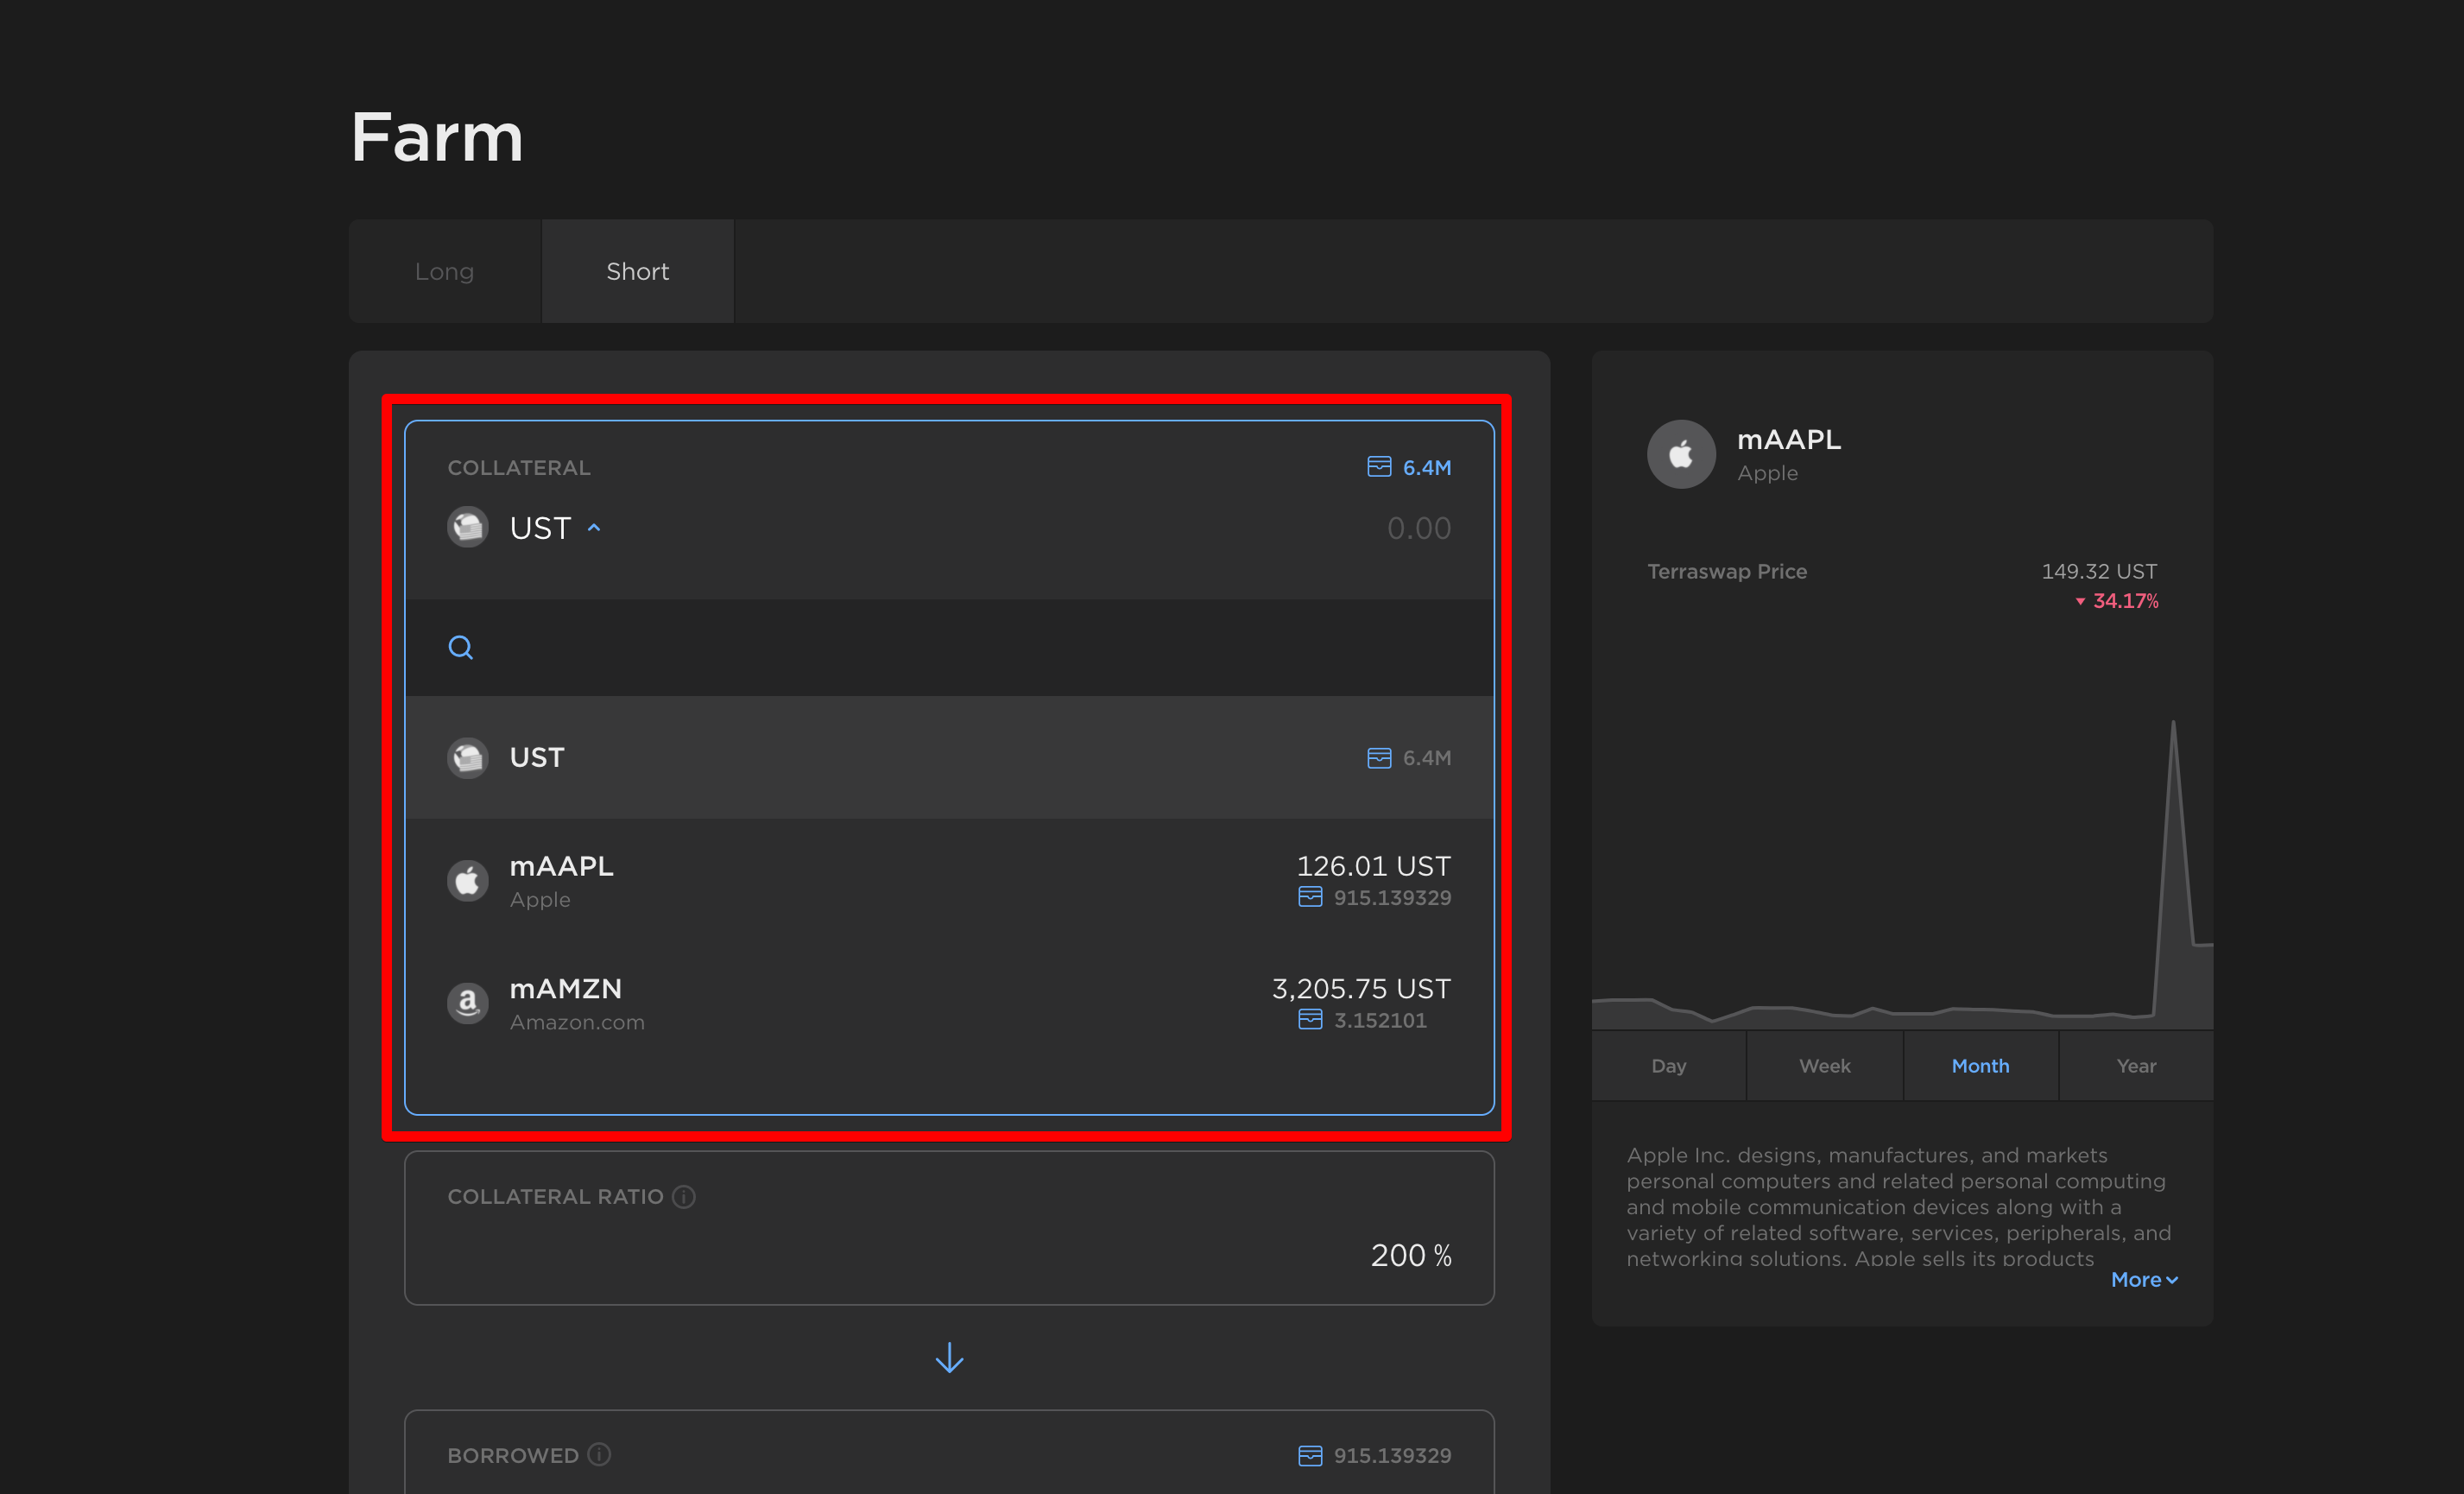 Farm
Long
Short
COLLATERAL
6.4M
UST
0.00
UST
6.4M
mAAPL
126.01 UST
Apple
915.139329
mAMZN
3,205.75 UST
Amazon.com
3.152101
COLLATERAL RATIO
200 %
BORROWED
915.139329
mAAPL
Apple
Terraswap Price
149.32 UST
34.17%
Day
Week
Month
Year
Apple Inc. designs, manufactures, and markets
personal computers and related personal computing
and mobile communication devices along with a
variety of related software, services, peripherals, and
networking solutions. Apple sells its products
More